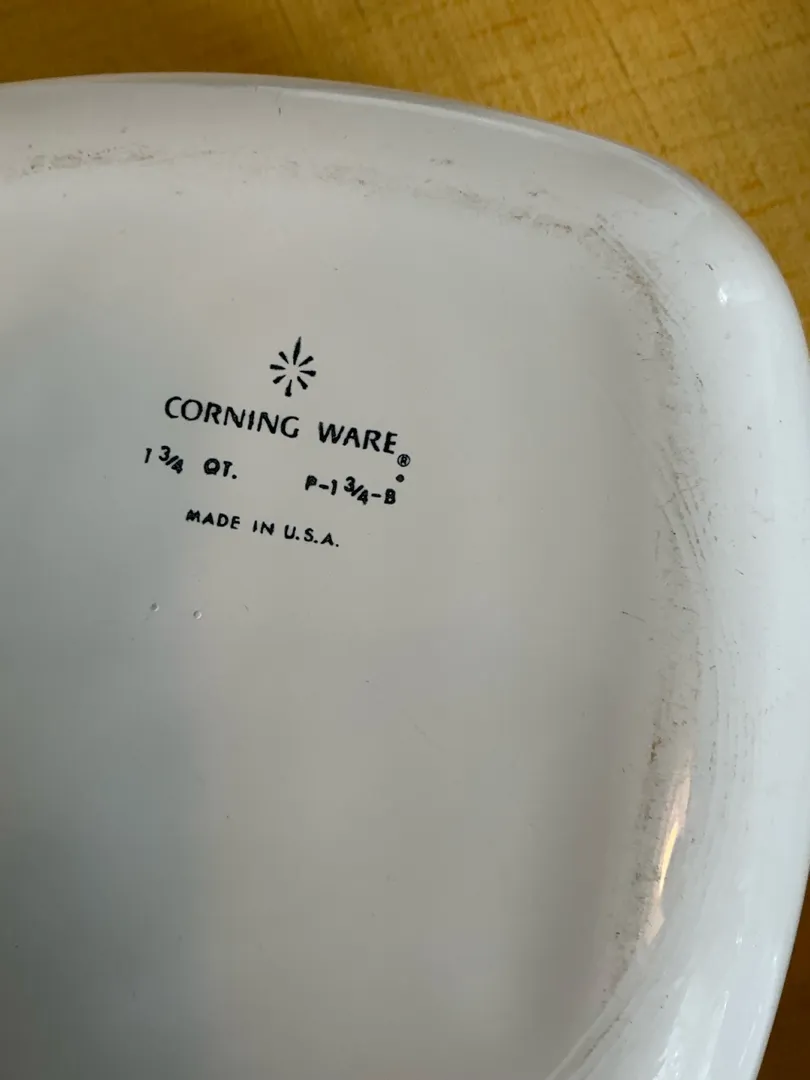 CORNING WARE®
1 3/4 QT. P-1 3/4-B
MADE IN U.S.A.